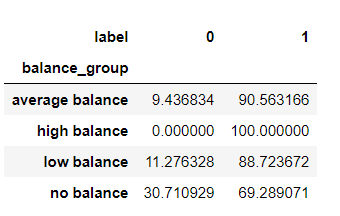 label 0 1
balance_group
average balance 9.436834 90.563166
high balance 0.000000 100.000000
low balance 11.276328 88.723672
no balance 30.710929 69.289071